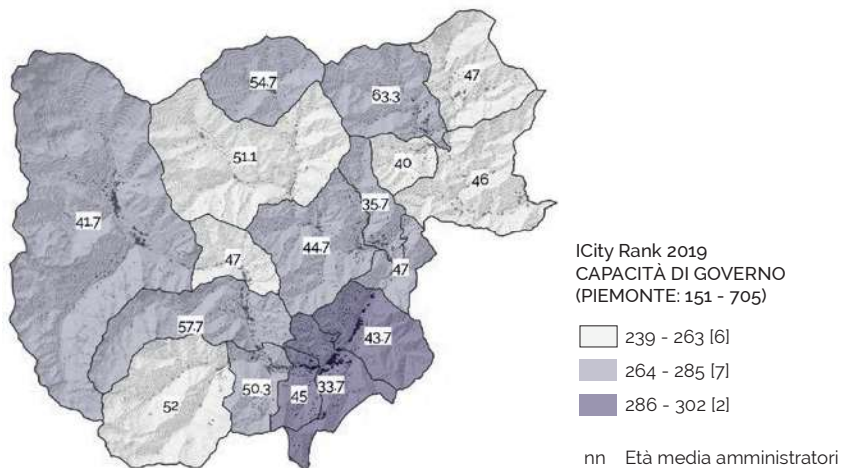 47
54.7
63.3
51.1
40
46
35.7
41.7
44.7
47
47
57.7
43.7
50.3
45
33.7
52
ICity Rank 2019
CAPACITÀ DI GOVERNO
(PIEMONTE: 151 - 705)
239 - 263 [6]
264 - 285 [7]
286 - 302 [2]
nn Età media amministratori